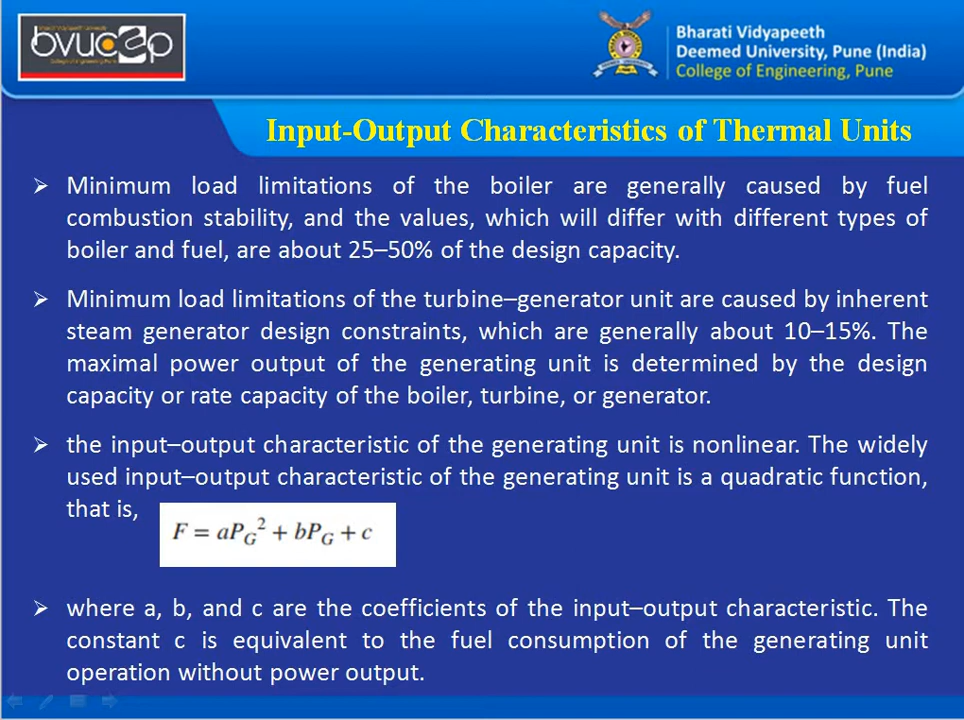 bvucep
Bharati Vidyapeeth
Deemed University, Pune (India)
College of Engineering, Pune
Input-Output Characteristics of Thermal Units
➢ Minimum load limitations of the boiler are generally caused by fuel
combustion stability, and the values, which will differ with different types of
boiler and fuel, are about 25–50% of the design capacity.
➢ Minimum load limitations of the turbine–generator unit are caused by inherent
steam generator design constraints, which are generally about 10–15%. The
maximal power output of the generating unit is determined by the design
capacity or rate capacity of the boiler, turbine, or generator.
➢ the input–output characteristic of the generating unit is nonlinear. The widely
used input–output characteristic of the generating unit is a quadratic function,
that is,
F = aP_G² + bP_G + c
➢ where a, b, and c are the coefficients of the input–output characteristic. The
constant c is equivalent to the fuel consumption of the generating unit
operation without power output.